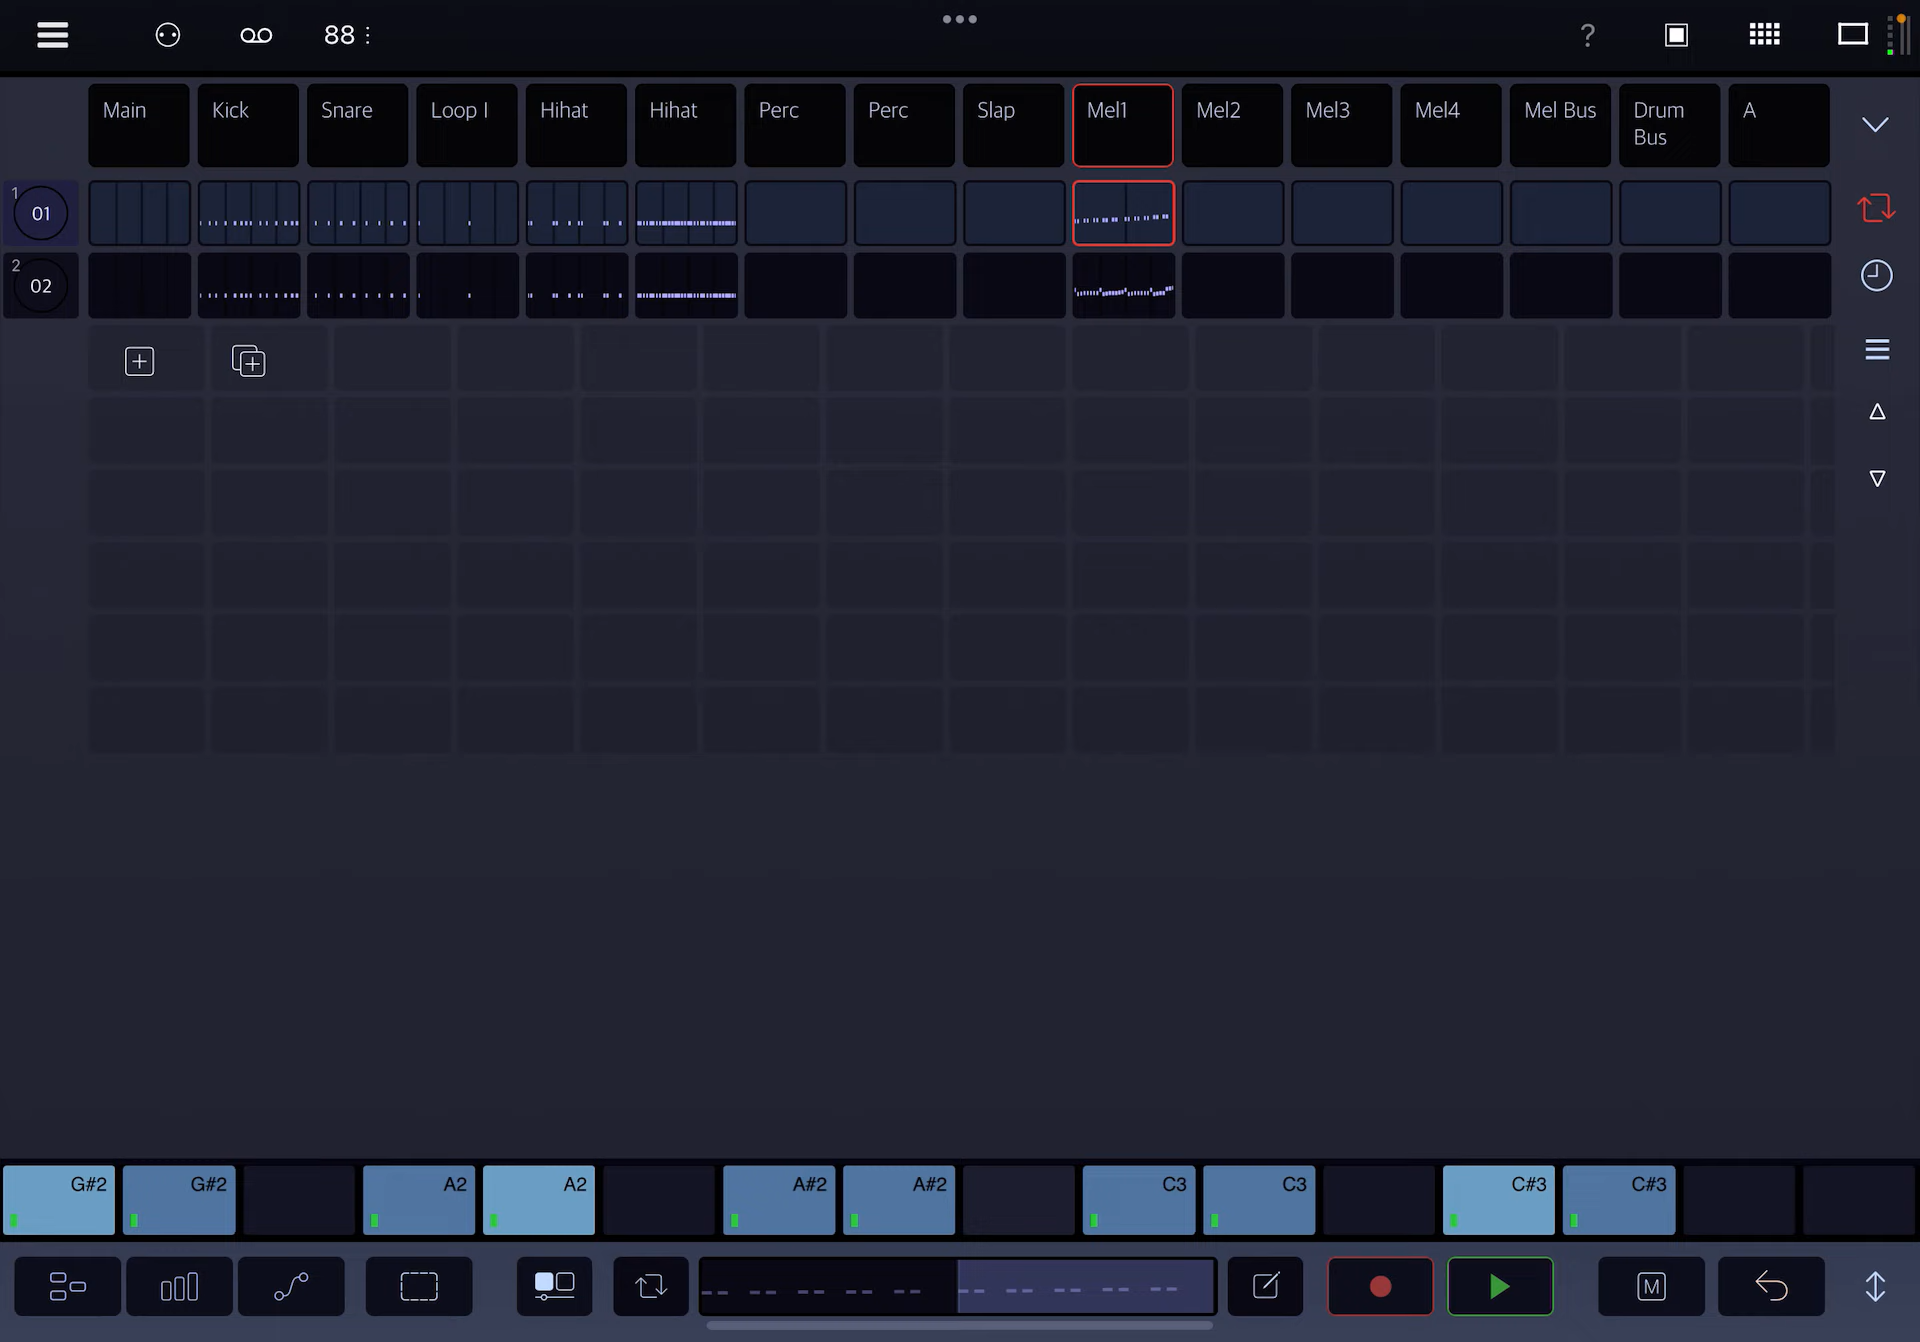 88
?
Main
Kick
Snare
Loop I
Hihat
Hihat
Perc
Perc
Slap
Mel1
Mel2
Mel3
Mel4
Mel Bus
Drum
Bus
A
1
01
2
02
G#2
G#2
A2
A2
A#2
A#2
C3
C3
C#3
C#3
M